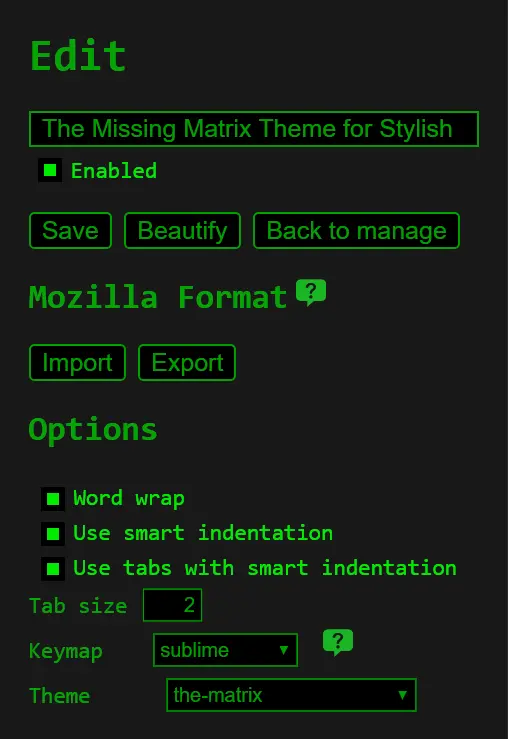 Edit
The Missing Matrix Theme for Stylish
Enabled
Save Beautify Back to manage
Mozilla Format ?
Import Export
Options
Word wrap
Use smart indentation
Use tabs with smart indentation
Tab size 2
Keymap sublime ▼ ?
Theme the-matrix ▼